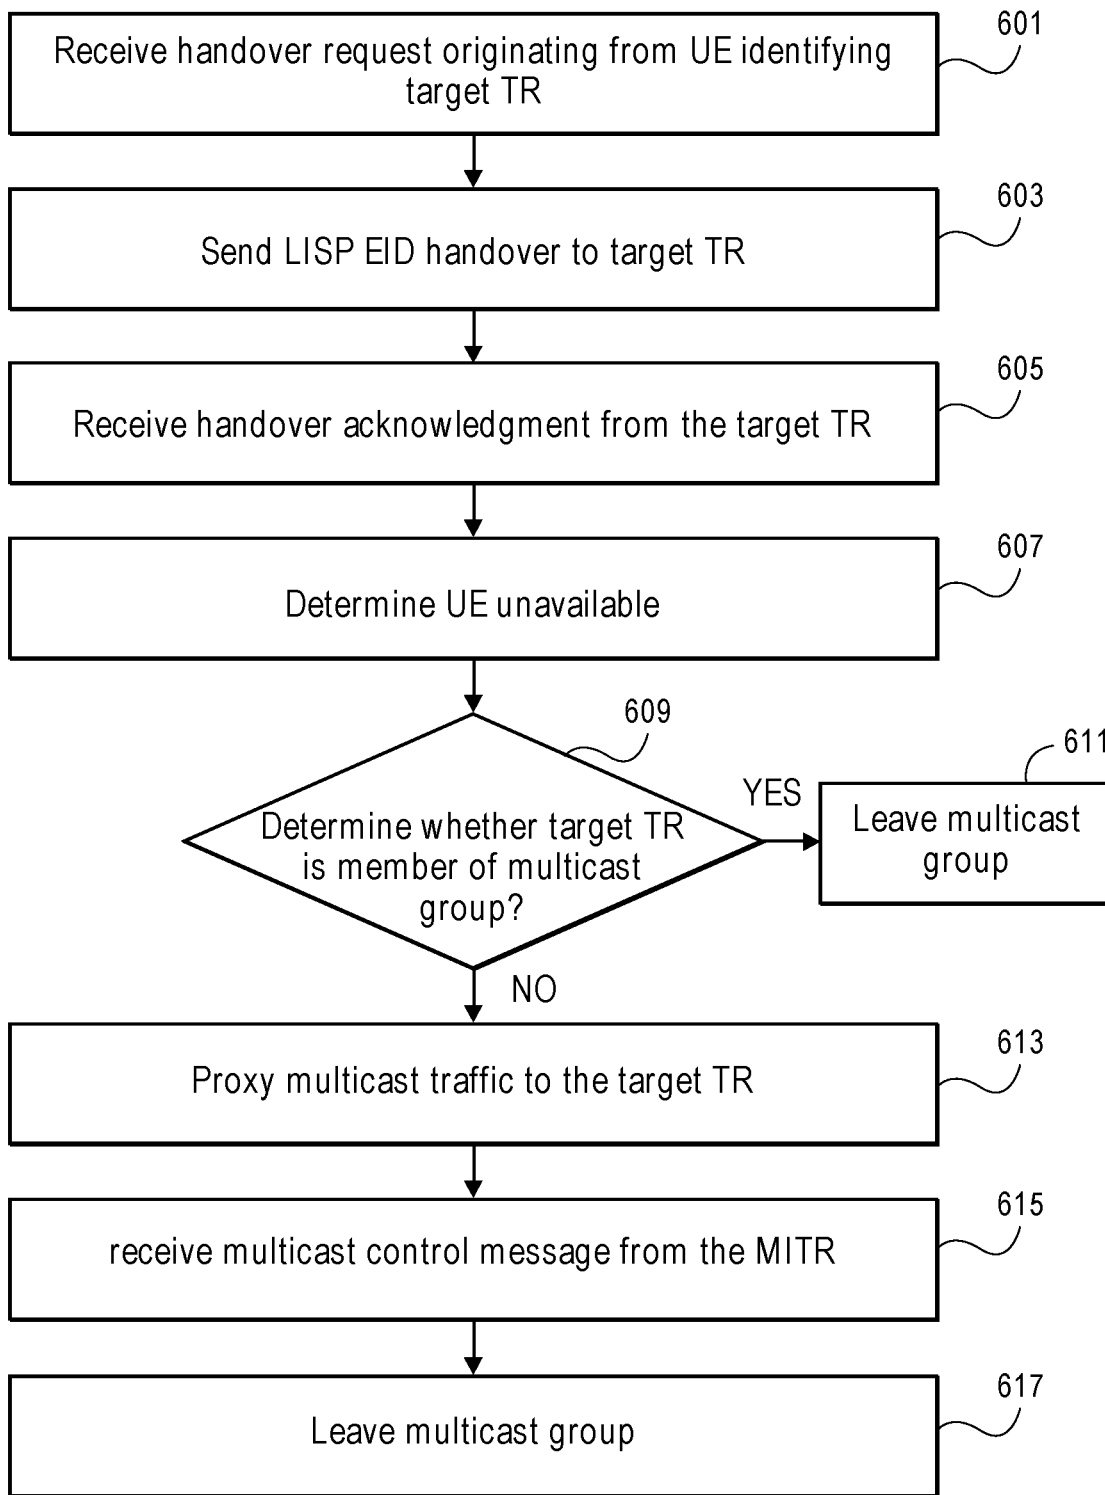 Receive handover request originating from UE identifying
target TR
601
Send LISP EID handover to target TR
603
Receive handover acknowledgment from the target TR
605
Determine UE unavailable
607
609
Determine whether target TR
is member of multicast
group?
YES
611
Leave multicast
group
NO
Proxy multicast traffic to the target TR
613
receive multicast control message from the MITR
615
Leave multicast group
617